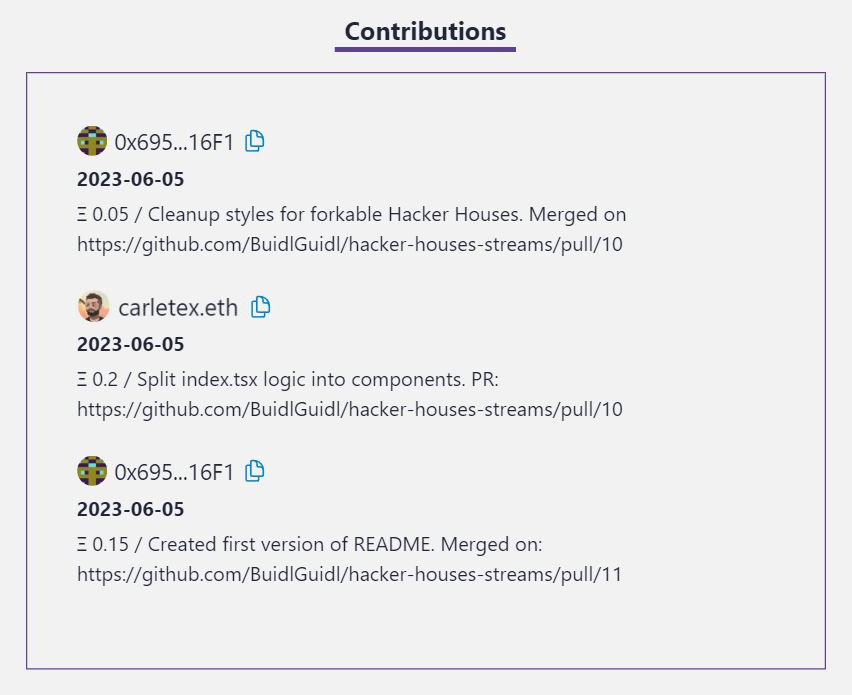 Contributions
0x695...16F1
2023-06-05
Ξ 0.05 / Cleanup styles for forkable Hacker Houses. Merged on
https://github.com/BuidlGuidl/hacker-houses-streams/pull/10
carletex.eth
2023-06-05
Ξ 0.2 / Split index.tsx logic into components. PR:
https://github.com/BuidlGuidl/hacker-houses-streams/pull/10
0x695...16F1
2023-06-05
Ξ 0.15 / Created first version of README. Merged on:
https://github.com/BuidlGuidl/hacker-houses-streams/pull/11